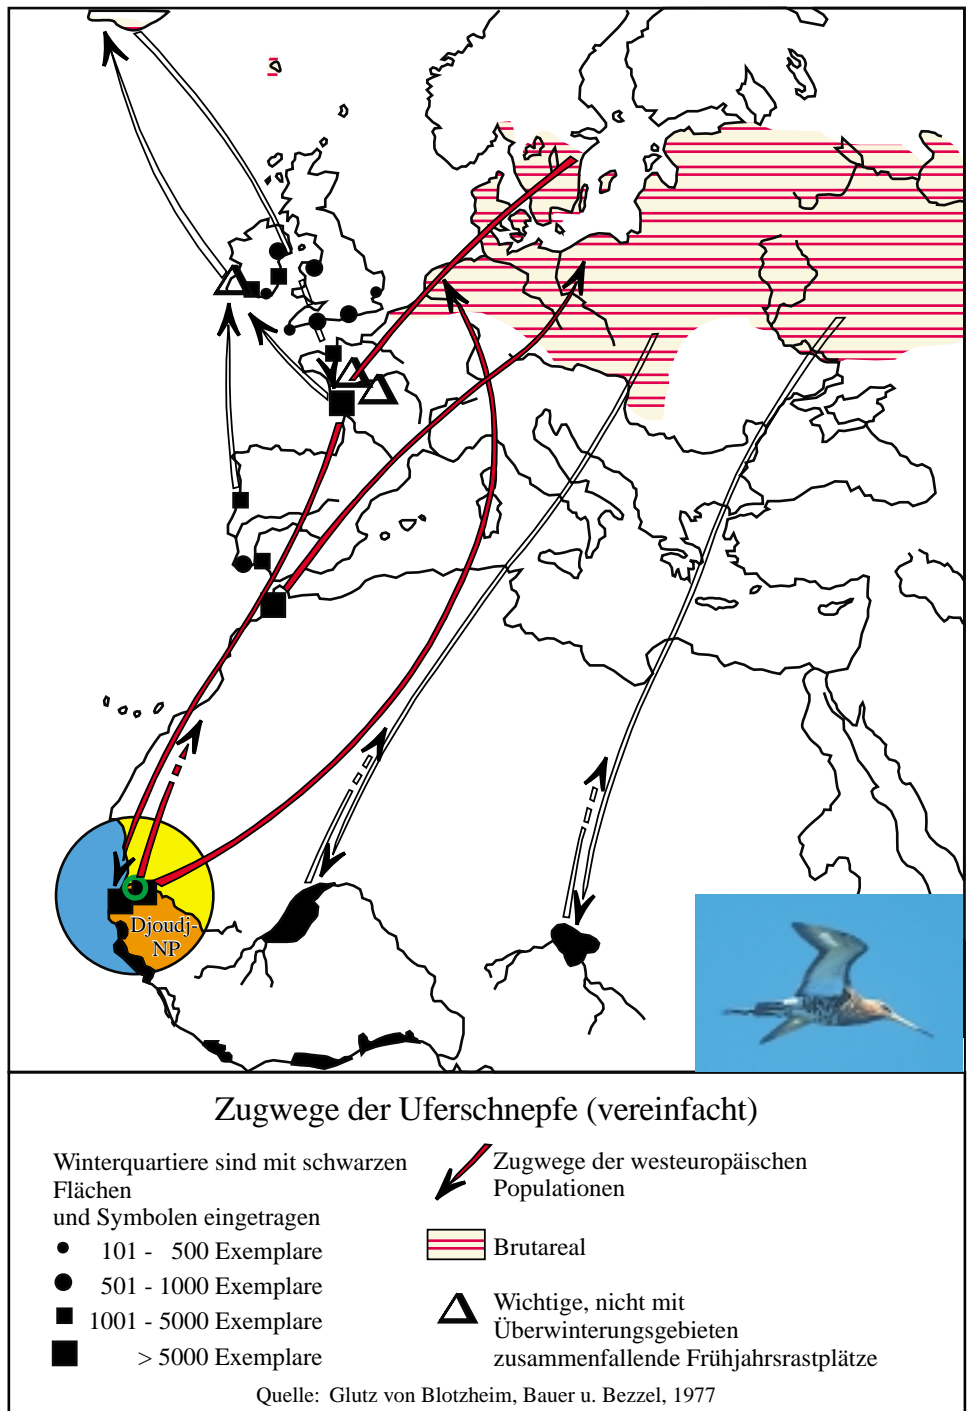 Djoudj-
NP
Zugwege der Uferschnepfe (vereinfacht)
Winterquartiere sind mit schwarzen
Flächen
und Symbolen eingetragen
101 - 500 Exemplare
501 - 1000 Exemplare
1001 - 5000 Exemplare
> 5000 Exemplare
Zugwege der westeuropäischen
Populationen
Brutareal
Wichtige, nicht mit
Überwinterungsgebieten
zusammenfallende Frühjahrsrastplätze
Quelle: Glutz von Blotzheim, Bauer u. Bezzel, 1977